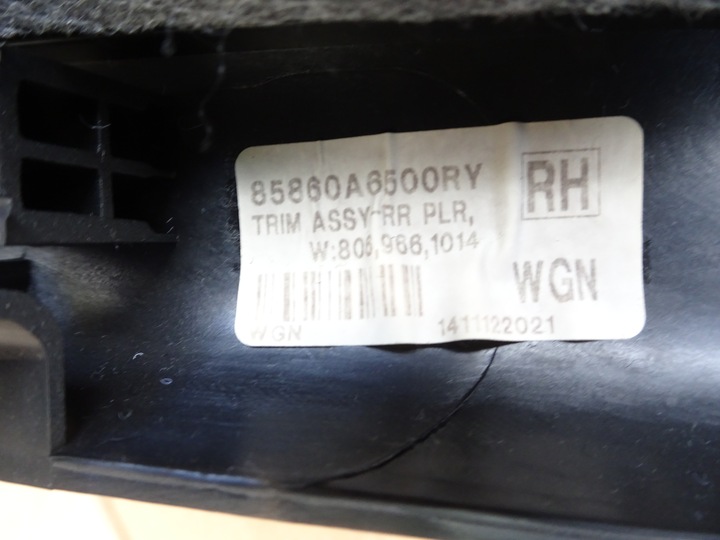 85860A6500RY
RH
TRIM ASSY-RR PLR,
W:805,966,1014
WGN
WGN
1411122021